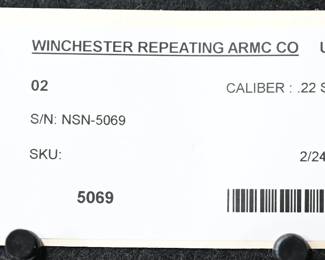 WINCHESTER REPEATING ARMC CO U
02 CALIBER : .22 S
S/N: NSN-5069
SKU: 2/24
5069